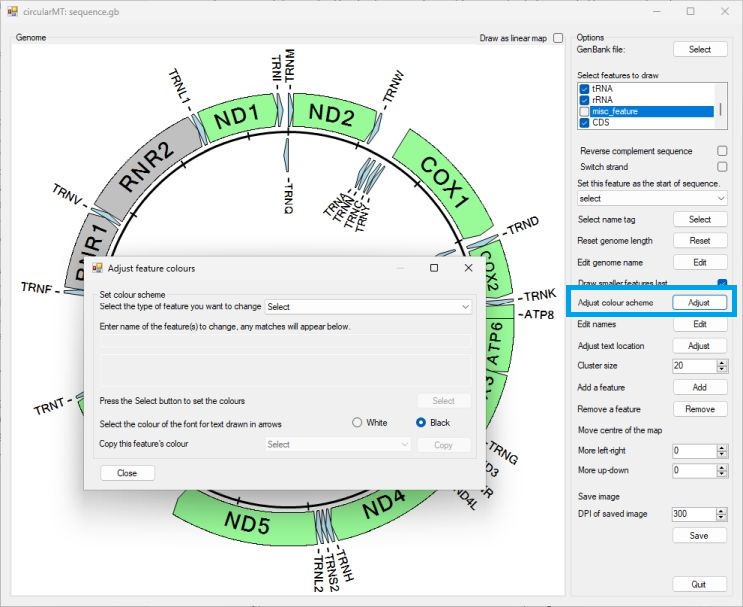 circularMT: sequence.gb
Genome
Draw as linear map
TRNM
TRNI
TRNL1
TRNW
ND1
ND2
RNR2
COX1
TRNQ
TRNA
TRNN
TRNC
TRNY
TRNV
RNR1
TRND
COX2
TRNF
TRNK
ATP8
ATP6
TRNT
TRNG
ND3
ND4L
ND4
ND5
TRNH
TRNS2
TRNL2
Adjust feature colours
Set colour scheme
Select the type of feature you want to change Select
Enter name of the feature(s) to change, any matches will appear below.
Press the Select button to set the colours Select
Select the colour of the font for text drawn in arrows White Black
Copy this feature's colour Select Copy
Close
Options
GenBank file: Select
Select features to draw
tRNA
rRNA
misc_feature
CDS
Reverse complement sequence
Switch strand
Set this feature as the start of sequence.
select
Select name tag Select
Reset genome length Reset
Edit genome name Edit
Draw smaller features last
Adjust colour scheme Adjust
Edit names Edit
Adjust text location Adjust
Cluster size 20
Add a feature Add
Remove a feature Remove
Move centre of the map
More left-right 0
More up-down 0
Save image
DPI of saved image 300
Save
Quit